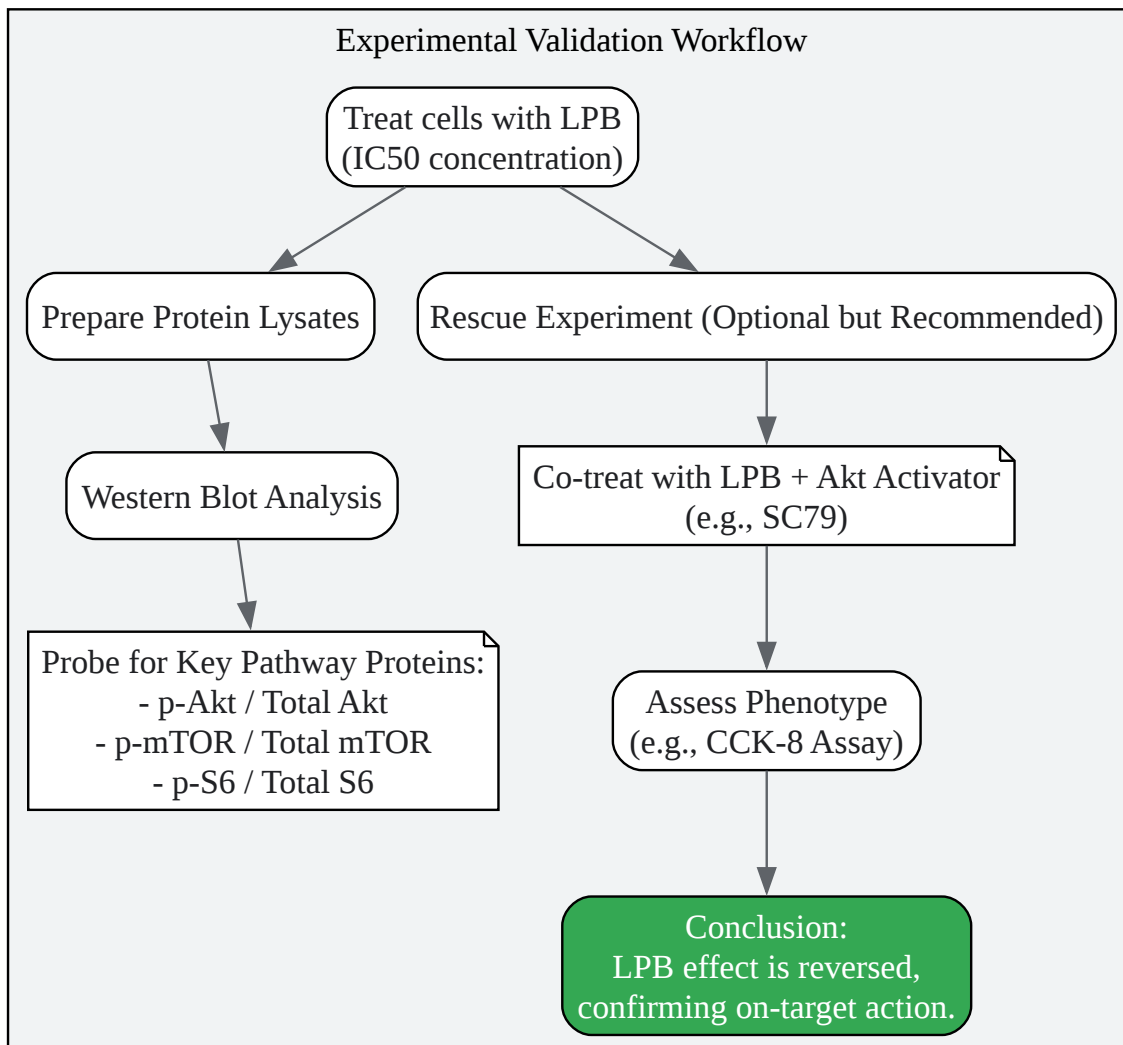 Experimental Validation Workflow
Treat cells with LPB
(IC50 concentration)
Prepare Protein Lysates
Rescue Experiment (Optional but Recommended)
Western Blot Analysis
Co-treat with LPB + Akt Activator
(e.g., SC79)
Probe for Key Pathway Proteins:
- p-Akt / Total Akt
- p-mTOR / Total mTOR
- p-S6 / Total S6
Assess Phenotype
(e.g., CCK-8 Assay)
Conclusion:
LPB effect is reversed,
confirming on-target action.